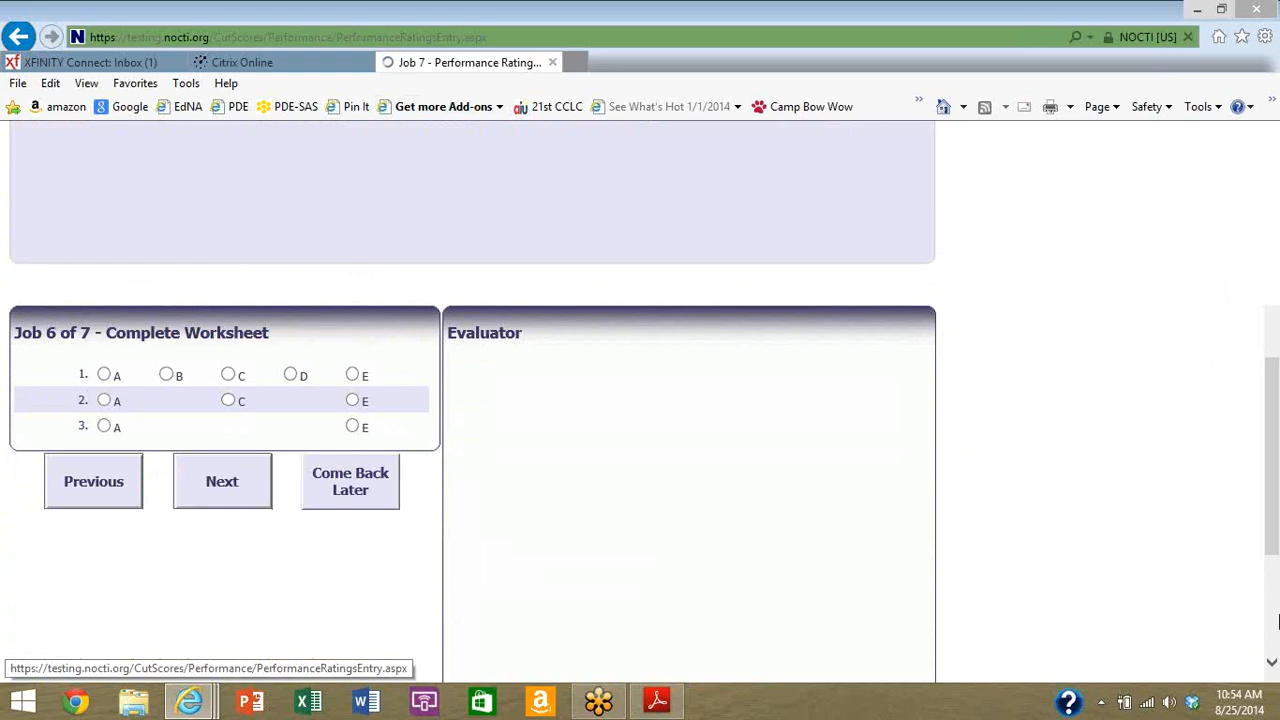 https://testing.nocti.org/CutScores/Performance/PerformanceRatingsEntry.aspx
NOCTI [US]
XFINITY Connect: Inbox (1)
Citrix Online
Job 7 - Performance Rating...
File Edit View Favorites Tools Help
amazon Google EdNA PDE PDE-SAS Pin It Get more Add-ons 21st CCLC See What's Hot 1/1/2014 Camp Bow Wow Page Safety Tools
Job 6 of 7 - Complete Worksheet
Evaluator
1. A B C D E
2. A C E
3. A E
Previous
Next
Come Back
Later
https://testing.nocti.org/CutScores/Performance/PerformanceRatingsEntry.aspx
10:54 AM
8/25/2014